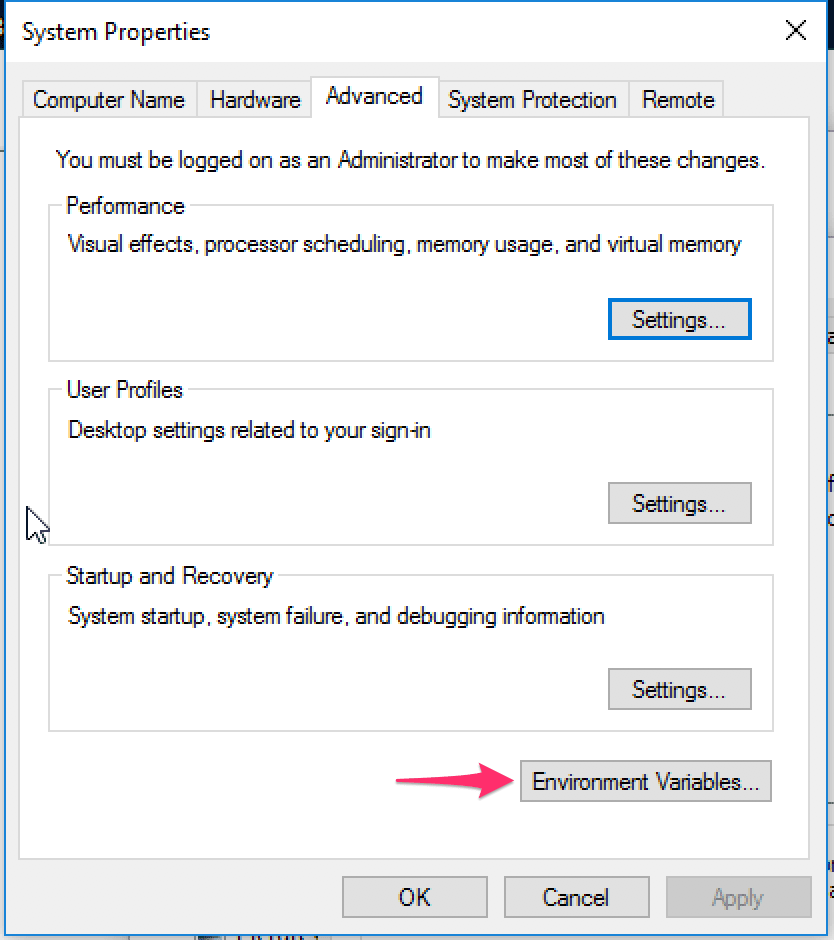 System Properties
Computer Name
Hardware
Advanced
System Protection
Remote
You must be logged on as an Administrator to make most of these changes.
Performance
Visual effects, processor scheduling, memory usage, and virtual memory
Settings...
User Profiles
Desktop settings related to your sign-in
Settings...
Startup and Recovery
System startup, system failure, and debugging information
Settings...
Environment Variables...
OK
Cancel
Apply